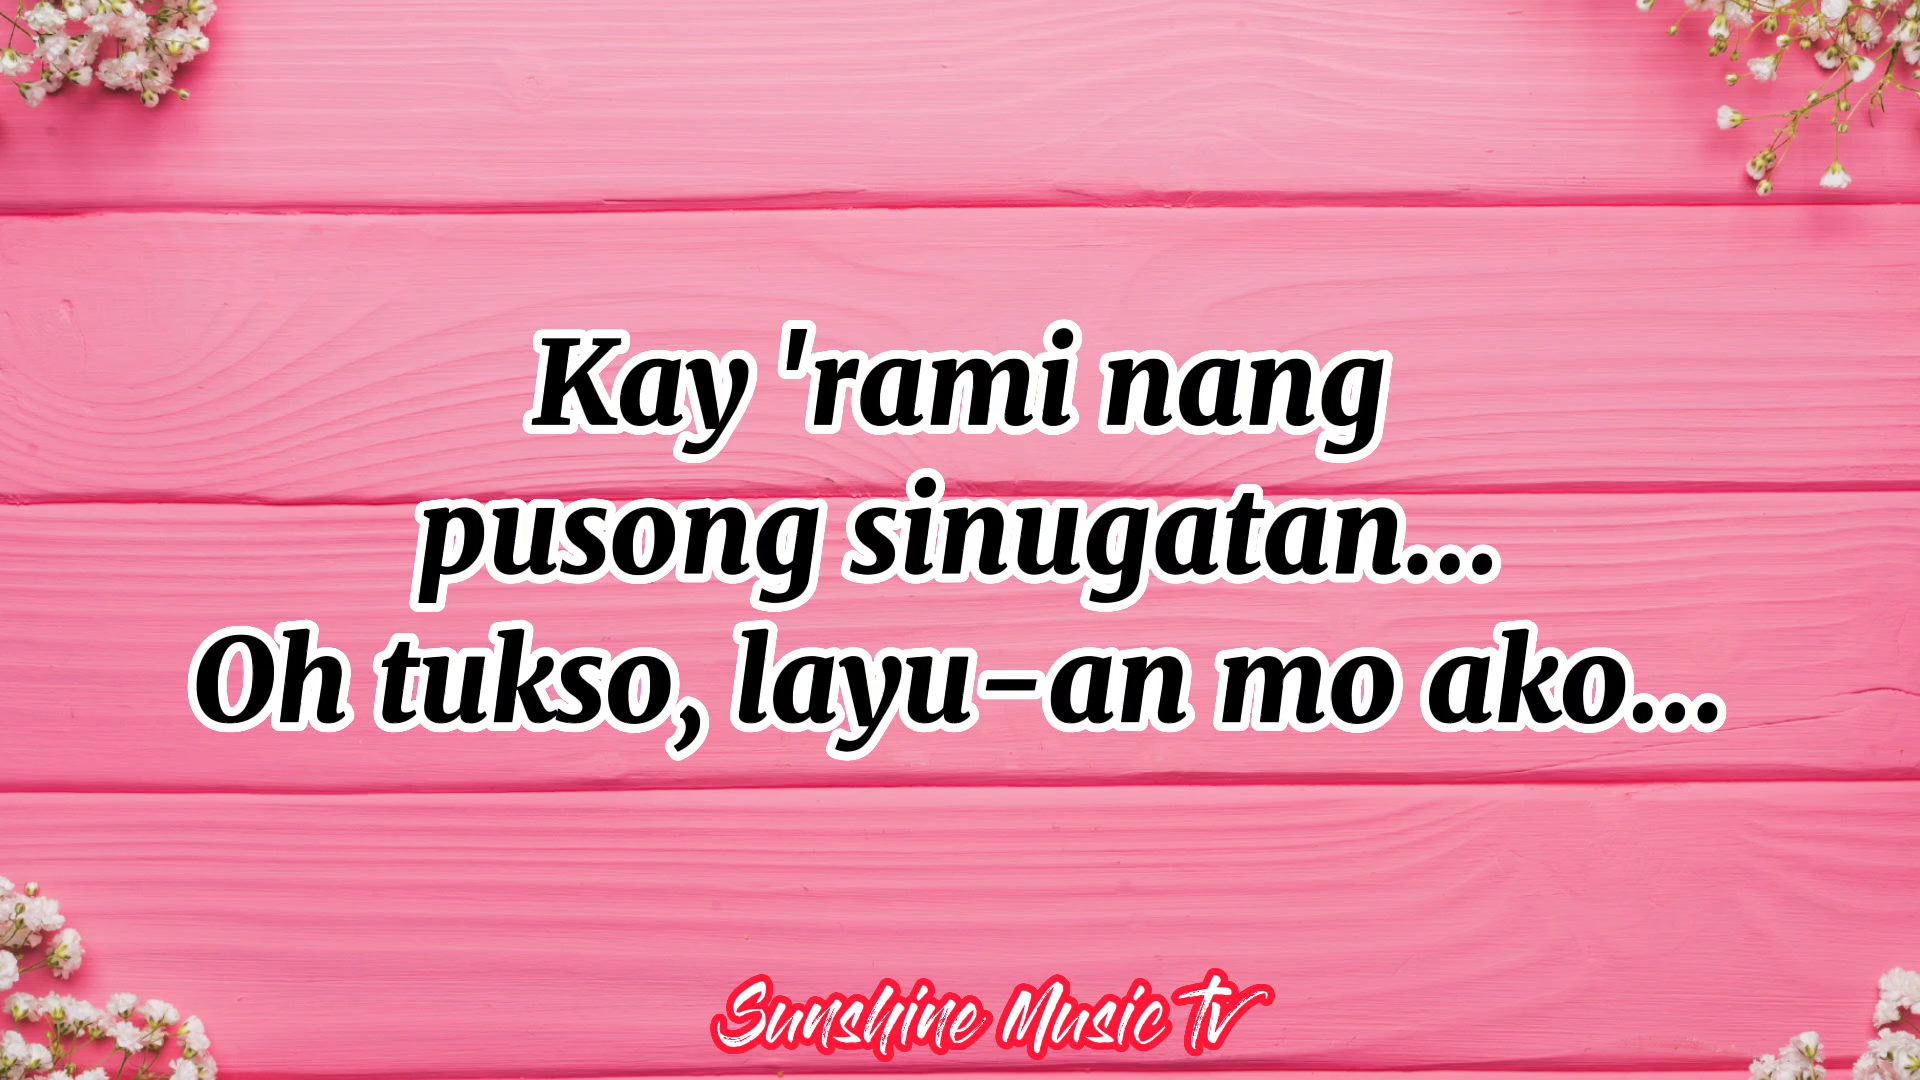 Kay 'rami nang
pusong sinugatan...
Oh tukso, layu-an mo ako...
Sunshine Music Tv